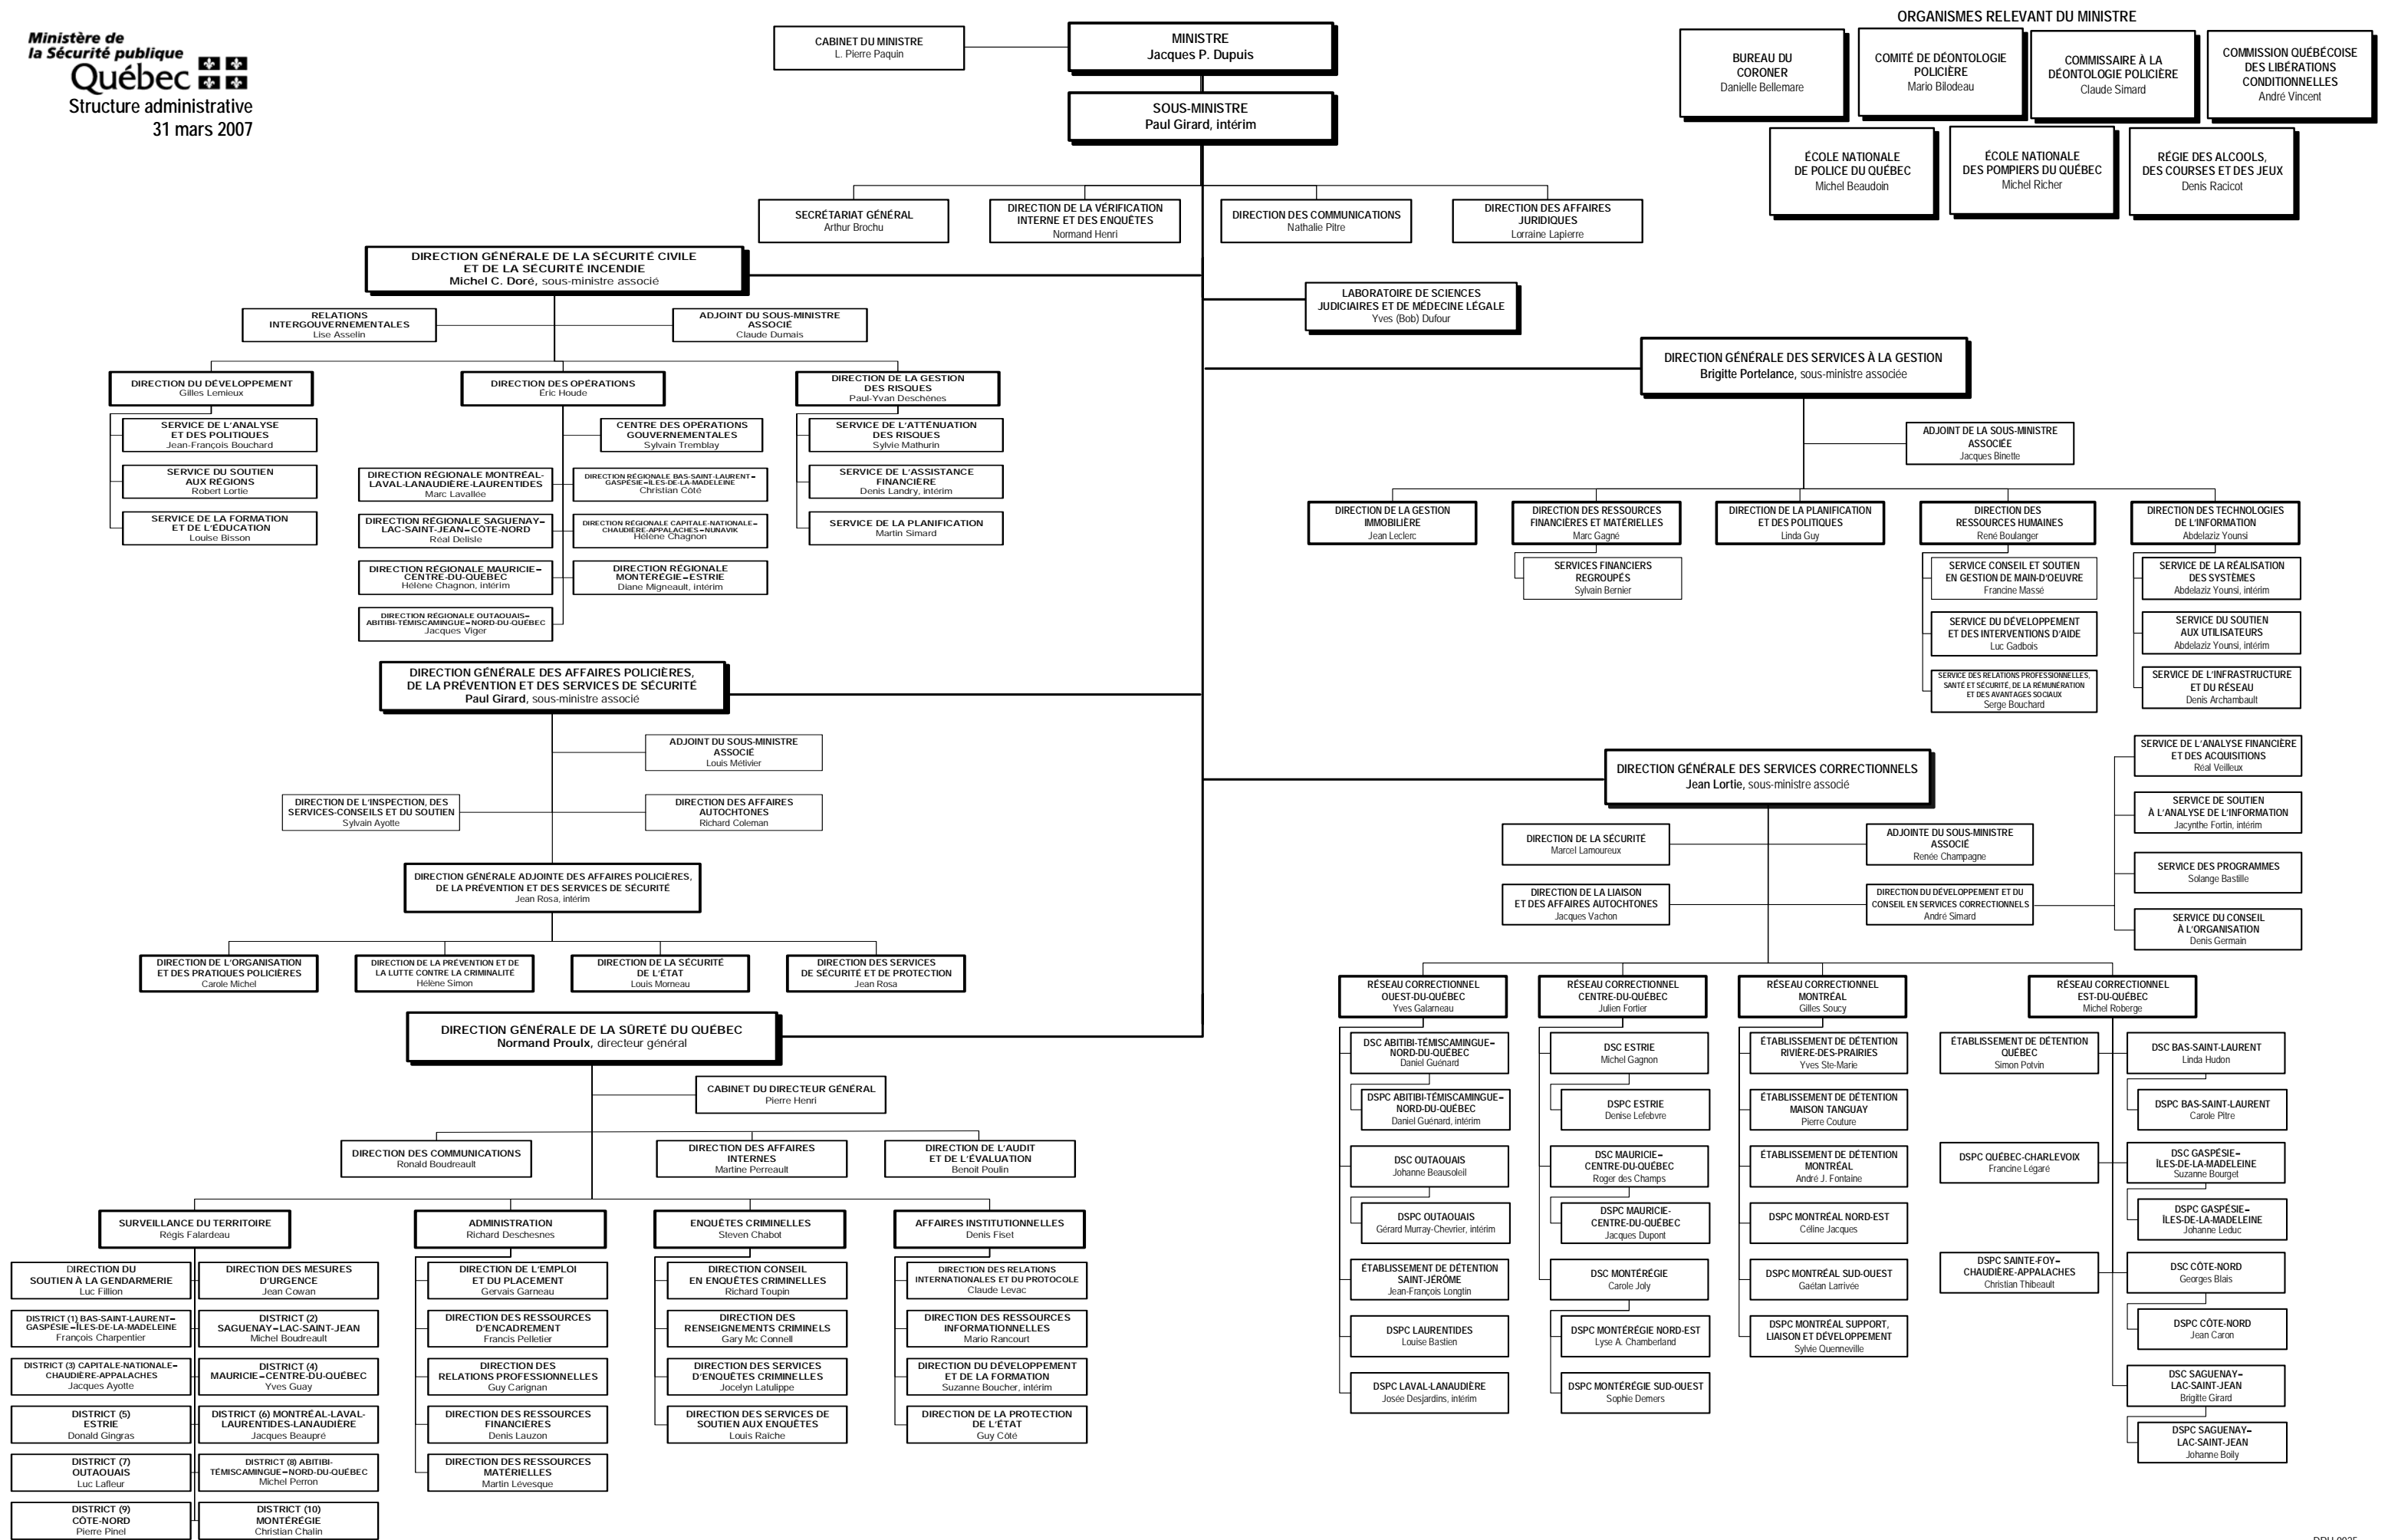 Ministère de
la Sécurité publique
Québec
Structure administrative
31 mars 2007
CABINET DU MINISTRE
L. Pierre Paquin
MINISTRE
Jacques P. Dupuis
SOUS-MINISTRE
Paul Girard, intérim
ORGANISMES RELEVANT DU MINISTRE
BUREAU DU
CORONER
Danielle Bellemare
COMITÉ DE DÉONTOLOGIE
POLICIÈRE
Mario Bilodeau
COMMISSAIRE À LA
DÉONTOLOGIE POLICIÈRE
Claude Simard
COMMISSION QUÉBÉCOISE
DES LIBÉRATIONS
CONDITIONNELLES
André Vincent
ÉCOLE NATIONALE
DE POLICE DU QUÉBEC
Michel Beaudoin
ÉCOLE NATIONALE
DES POMPIERS DU QUÉBEC
Michel Richer
RÉGIE DES ALCOOLS,
DES COURSES ET DES JEUX
Denis Racicot
SECRÉTARIAT GÉNÉRAL
Arthur Brochu
DIRECTION DE LA VÉRIFICATION
INTERNE ET DES ENQUÊTES
Normand Henri
DIRECTION DES COMMUNICATIONS
Nathalie Pitre
DIRECTION DES AFFAIRES
JURIDIQUES
Lorraine Lapierre
DIRECTION GÉNÉRALE DE LA SÉCURITÉ CIVILE
ET DE LA SÉCURITÉ INCENDIE
Michel C. Doré, sous-ministre associé
RELATIONS
INTERGOUVERNEMENTALES
Lise Asselin
ADJOINT DU SOUS-MINISTRE
ASSOCIÉ
Claude Dumais
DIRECTION DU DÉVELOPPEMENT
Gilles Lemieux
SERVICE DE L'ANALYSE
ET DES POLITIQUES
Jean-François Bouchard
SERVICE DU SOUTIEN
AUX RÉGIONS
Robert Lortie
SERVICE DE LA FORMATION
ET DE L'ÉDUCATION
Louise Bisson
DIRECTION DES OPÉRATIONS
Éric Houde
CENTRE DES OPÉRATIONS
GOUVERNEMENTALES
Sylvain Tremblay
DIRECTION RÉGIONALE MONTRÉAL-
LAVAL-LANAUDIÈRE-LAURENTIDES
Marc Lavallée
DIRECTION RÉGIONALE BAS-SAINT-LAURENT–
GASPÉSIE–ÎLES-DE-LA-MADELEINE
Christian Côté
DIRECTION RÉGIONALE SAGUENAY–
LAC-SAINT-JEAN–CÔTE-NORD
Réal Delisle
DIRECTION RÉGIONALE CAPITALE-NATIONALE–
CHAUDIÈRE-APPALACHES–NUNAVIK
Hélène Chagnon
DIRECTION RÉGIONALE MAURICIE–
CENTRE-DU-QUÉBEC
Hélène Chagnon, intérim
DIRECTION RÉGIONALE
MONTÉRÉGIE–ESTRIE
Diane Migneault, intérim
DIRECTION RÉGIONALE OUTAOUAIS–
ABITIBI-TÉMISCAMINGUE–NORD-DU-QUÉBEC
Jacques Viger
DIRECTION DE LA GESTION
DES RISQUES
Paul-Yvan Deschênes
SERVICE DE L'ATTÉNUATION
DES RISQUES
Sylvie Mathurin
SERVICE DE L'ASSISTANCE
FINANCIÈRE
Denis Landry, intérim
SERVICE DE LA PLANIFICATION
Martin Simard
LABORATOIRE DE SCIENCES
JUDICIAIRES ET DE MÉDECINE LÉGALE
Yves (Bob) Dufour
DIRECTION GÉNÉRALE DES SERVICES À LA GESTION
Brigitte Portelance, sous-ministre associée
ADJOINT DE LA SOUS-MINISTRE
ASSOCIÉE
Jacques Binette
DIRECTION DE LA GESTION
IMMOBILIÈRE
Jean Leclerc
DIRECTION DES RESSOURCES
FINANCIÈRES ET MATÉRIELLES
Marc Gagné
SERVICES FINANCIERS
REGROUPÉS
Sylvain Bernier
DIRECTION DE LA PLANIFICATION
ET DES POLITIQUES
Linda Guy
DIRECTION DES
RESSOURCES HUMAINES
René Boulanger
SERVICE CONSEIL ET SOUTIEN
EN GESTION DE MAIN-D'OEUVRE
Francine Massé
SERVICE DU DÉVELOPPEMENT
ET DES INTERVENTIONS D'AIDE
Luc Gadbois
SERVICE DES RELATIONS PROFESSIONNELLES,
SANTÉ ET SÉCURITÉ, DE LA RÉMUNÉRATION
ET DES AVANTAGES SOCIAUX
Serge Bouchard
DIRECTION DES TECHNOLOGIES
DE L'INFORMATION
Abdelaziz Younsi
SERVICE DE LA RÉALISATION
DES SYSTÈMES
Abdelaziz Younsi, intérim
SERVICE DU SOUTIEN
AUX UTILISATEURS
Abdelaziz Younsi, intérim
SERVICE DE L'INFRASTRUCTURE
ET DU RÉSEAU
Denis Archambault
DIRECTION GÉNÉRALE DES AFFAIRES POLICIÈRES,
DE LA PRÉVENTION ET DES SERVICES DE SÉCURITÉ
Paul Girard, sous-ministre associé
ADJOINT DU SOUS-MINISTRE
ASSOCIÉ
Louis Métivier
DIRECTION DE L'INSPECTION, DES
SERVICES-CONSEILS ET DU SOUTIEN
Sylvain Ayotte
DIRECTION DES AFFAIRES
AUTOCHTONES
Richard Coleman
DIRECTION GÉNÉRALE ADJOINTE DES AFFAIRES POLICIÈRES,
DE LA PRÉVENTION ET DES SERVICES DE SÉCURITÉ
Jean Rosa, intérim
DIRECTION DE L'ORGANISATION
ET DES PRATIQUES POLICIÈRES
Carole Michel
DIRECTION DE LA PRÉVENTION ET DE
LA LUTTE CONTRE LA CRIMINALITÉ
Hélène Simon
DIRECTION DE LA SÉCURITÉ
DE L'ÉTAT
Louis Morneau
DIRECTION DES SERVICES
DE SÉCURITÉ ET DE PROTECTION
Jean Rosa
DIRECTION GÉNÉRALE DES SERVICES CORRECTIONNELS
Jean Lortie, sous-ministre associé
DIRECTION DE LA SÉCURITÉ
Marcel Lamoureux
ADJOINTE DU SOUS-MINISTRE
ASSOCIÉ
Renée Champagne
DIRECTION DE LA LIAISON
ET DES AFFAIRES AUTOCHTONES
Jacques Vachon
DIRECTION DU DÉVELOPPEMENT ET DU
CONSEIL EN SERVICES CORRECTIONNELS
André Simard
SERVICE DE L'ANALYSE FINANCIÈRE
ET DES ACQUISITIONS
Réal Veilleux
SERVICE DE SOUTIEN
À L'ANALYSE DE L'INFORMATION
Jacynthe Fortin, intérim
SERVICE DES PROGRAMMES
Solange Bastille
SERVICE DU CONSEIL
À L'ORGANISATION
Denis Germain
RÉSEAU CORRECTIONNEL
OUEST-DU-QUÉBEC
Yves Galarneau
DSC ABITIBI-TÉMISCAMINGUE–
NORD-DU-QUÉBEC
Daniel Guénard
DSPC ABITIBI-TÉMISCAMINGUE–
NORD-DU-QUÉBEC
Daniel Guénard, intérim
DSC OUTAOUAIS
Johanne Beausoleil
DSPC OUTAOUAIS
Gérard Murray-Chevrier, intérim
ÉTABLISSEMENT DE DÉTENTION
SAINT-JÉRÔME
Jean-François Longtin
DSPC LAURENTIDES
Louise Bastien
DSPC LAVAL-LANAUDIÈRE
Josée Desjardins, intérim
RÉSEAU CORRECTIONNEL
CENTRE-DU-QUÉBEC
Julien Fortier
DSC ESTRIE
Michel Gagnon
DSPC ESTRIE
Denise Lefebvre
DSC MAURICIE–
CENTRE-DU-QUÉBEC
Roger des Champs
DSPC MAURICIE-
CENTRE-DU-QUÉBEC
Jacques Dupont
DSC MONTÉRÉGIE
Carole Joly
DSPC MONTÉRÉGIE NORD-EST
Lyse A. Chamberland
DSPC MONTÉRÉGIE SUD-OUEST
Sophie Demers
RÉSEAU CORRECTIONNEL
MONTRÉAL
Gilles Soucy
ÉTABLISSEMENT DE DÉTENTION
RIVIÈRE-DES-PRAIRIES
Yves Ste-Marie
ÉTABLISSEMENT DE DÉTENTION
MAISON TANGUAY
Pierre Couture
ÉTABLISSEMENT DE DÉTENTION
MONTRÉAL
André J. Fontaine
DSPC MONTRÉAL NORD-EST
Céline Jacques
DSPC MONTRÉAL SUD-OUEST
Gaétan Larrivée
DSPC MONTRÉAL SUPPORT,
LIAISON ET DÉVELOPPEMENT
Sylvie Quenneville
RÉSEAU CORRECTIONNEL
EST-DU-QUÉBEC
Michel Roberge
ÉTABLISSEMENT DE DÉTENTION
QUÉBEC
Simon Potvin
DSC BAS-SAINT-LAURENT
Linda Hudon
DSPC BAS-SAINT-LAURENT
Carole Pitre
DSPC QUÉBEC-CHARLEVOIX
Francine Légaré
DSC GASPÉSIE–
ÎLES-DE-LA-MADELEINE
Suzanne Bourget
DSPC GASPÉSIE–
ÎLES-DE-LA-MADELEINE
Johanne Leduc
DSPC SAINTE-FOY–
CHAUDIÈRE-APPALACHES
Christian Thibeault
DSC CÔTE-NORD
Georges Blais
DSPC CÔTE-NORD
Jean Caron
DSC SAGUENAY–
LAC-SAINT-JEAN
Brigitte Girard
DSPC SAGUENAY–
LAC-SAINT-JEAN
Johanne Boily
DIRECTION GÉNÉRALE DE LA SÛRETÉ DU QUÉBEC
Normand Proulx, directeur général
CABINET DU DIRECTEUR GÉNÉRAL
Pierre Henri
DIRECTION DES COMMUNICATIONS
Ronald Boudreault
DIRECTION DES AFFAIRES
INTERNES
Martine Perreault
DIRECTION DE L'AUDIT
ET DE L'ÉVALUATION
Benoit Poulin
SURVEILLANCE DU TERRITOIRE
Régis Falardeau
DIRECTION DU
SOUTIEN À LA GENDARMERIE
Luc Fillion
DIRECTION DES MESURES
D'URGENCE
Jean Cowan
DISTRICT (1) BAS-SAINT-LAURENT–
GASPÉSIE–ÎLES-DE-LA-MADELEINE
François Charpentier
DISTRICT (2)
SAGUENAY–LAC-SAINT-JEAN
Michel Boudreault
DISTRICT (3) CAPITALE-NATIONALE–
CHAUDIÈRE-APPALACHES
Jacques Ayotte
DISTRICT (4)
MAURICIE–CENTRE-DU-QUÉBEC
Yves Guay
DISTRICT (5)
ESTRIE
Donald Gingras
DISTRICT (6) MONTRÉAL-LAVAL-
LAURENTIDES-LANAUDIÈRE
Jacques Beaupré
DISTRICT (7)
OUTAOUAIS
Luc Lafleur
DISTRICT (8) ABITIBI-
TÉMISCAMINGUE–NORD-DU-QUÉBEC
Michel Perron
DISTRICT (9)
CÔTE-NORD
Pierre Pinel
DISTRICT (10)
MONTÉRÉGIE
Christian Chalin
ADMINISTRATION
Richard Deschesnes
DIRECTION DE L'EMPLOI
ET DU PLACEMENT
Gervais Garneau
DIRECTION DES RESSOURCES
D'ENCADREMENT
Francis Pelletier
DIRECTION DES
RELATIONS PROFESSIONNELLES
Guy Carignan
DIRECTION DES RESSOURCES
FINANCIÈRES
Denis Lauzon
DIRECTION DES RESSOURCES
MATÉRIELLES
Martin Lévesque
ENQUÊTES CRIMINELLES
Steven Chabot
DIRECTION CONSEIL
EN ENQUÊTES CRIMINELLES
Richard Toupin
DIRECTION DES
RENSEIGNEMENTS CRIMINELS
Gary Mc Connell
DIRECTION DES SERVICES
D'ENQUÊTES CRIMINELLES
Jocelyn Latulippe
DIRECTION DES SERVICES DE
SOUTIEN AUX ENQUÊTES
Louis Raîche
AFFAIRES INSTITUTIONNELLES
Denis Fiset
DIRECTION DES RELATIONS
INTERNATIONALES ET DU PROTOCOLE
Claude Levac
DIRECTION DES RESSOURCES
INFORMATIONNELLES
Mario Rancourt
DIRECTION DU DÉVELOPPEMENT
ET DE LA FORMATION
Suzanne Boucher, intérim
DIRECTION DE LA PROTECTION
DE L'ÉTAT
Guy Côté